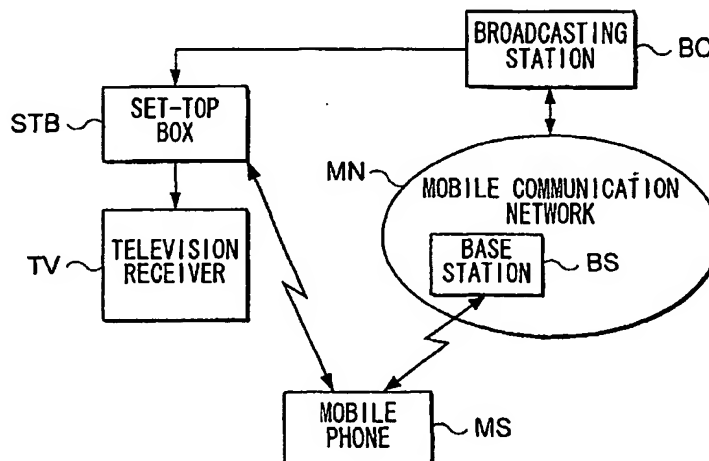 BROADCASTING
STATION
BC
SET-TOP
BOX
STB
MN
MOBILE COMMUNICATION
NETWORK
TELEVISION
RECEIVER
TV
BASE
STATION
BS
MOBILE
PHONE
MS